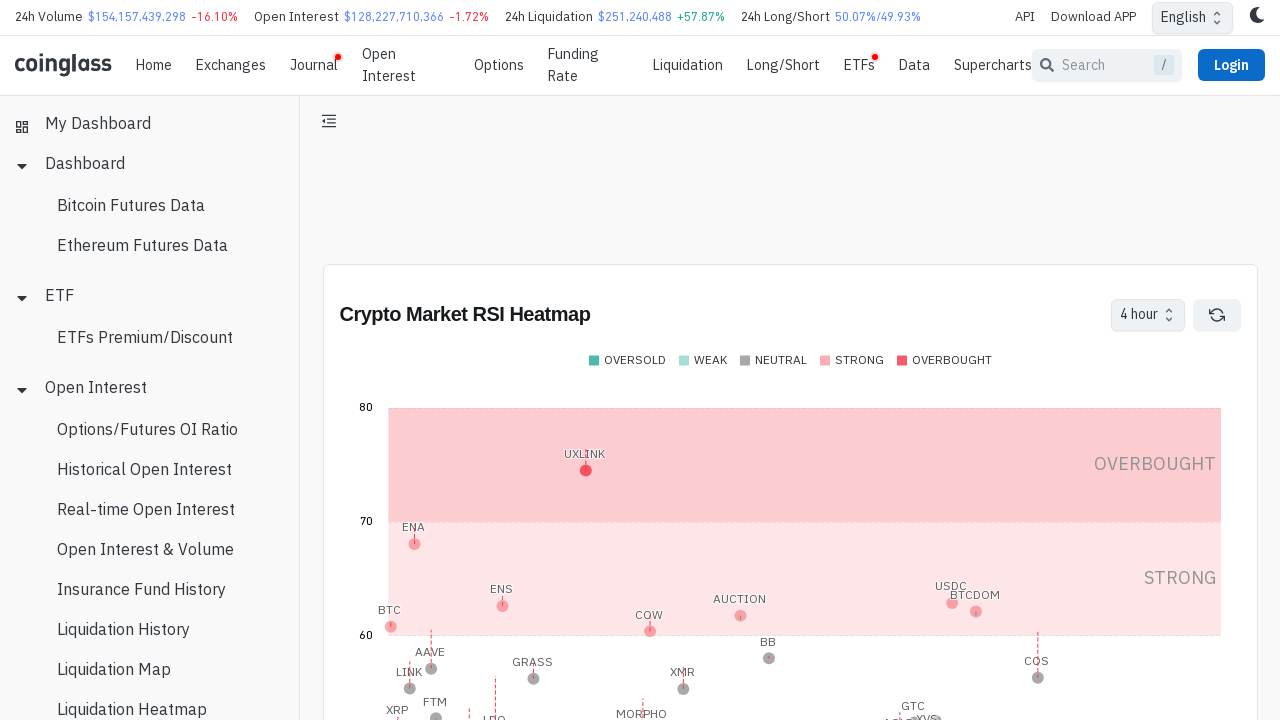 24h Volume $154,157,439,298 -16.10% Open Interest $128,227,710,366 -1.72% 24h Liquidation $251,240,488 +57.87% 24h Long/Short 50.07%/49.93% API Download APP English
coinglass Home Exchanges Journal Open Interest Options Funding Rate Liquidation Long/Short ETFs Data Supercharts Search / Login
My Dashboard
Dashboard
Bitcoin Futures Data
Ethereum Futures Data
ETF
ETFs Premium/Discount
Open Interest
Options/Futures OI Ratio
Historical Open Interest
Real-time Open Interest
Open Interest & Volume
Insurance Fund History
Liquidation History
Liquidation Map
Liquidation Heatmap
Crypto Market RSI Heatmap 4 hour
OVERSOLD WEAK NEUTRAL STRONG OVERBOUGHT
80
UXLINK
OVERBOUGHT
70
ENA
STRONG
ENS
USDC
BTCDOM
AUCTION
BTC
COW
60
BB
AAVE
GRASS
COS
LINK
XMR
FTM
GTC
XRP
MORPHO
XVS
LDO